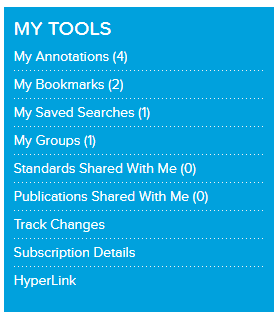 MY TOOLS
My Annotations (4)
My Bookmarks (2)
My Saved Searches (1)
My Groups (1)
Standards Shared With Me (0)
Publications Shared With Me (0)
Track Changes
Subscription Details
HyperLink